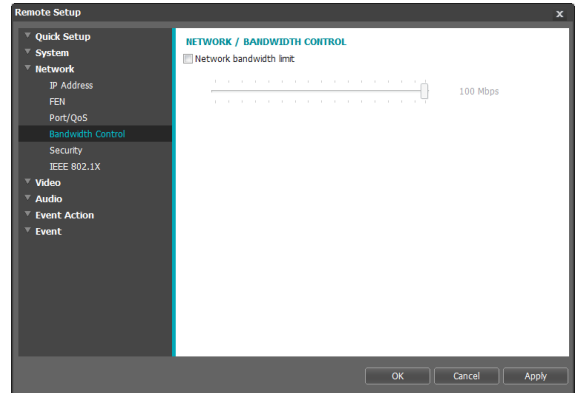 Remote Setup x
Quick Setup
System
Network
IP Address
FEN
Port/QoS
Bandwidth Control
Security
IEEE 802.1X
Video
Audio
Event Action
Event
NETWORK / BANDWIDTH CONTROL
Network bandwidth limit
100 Mbps
OK Cancel Apply